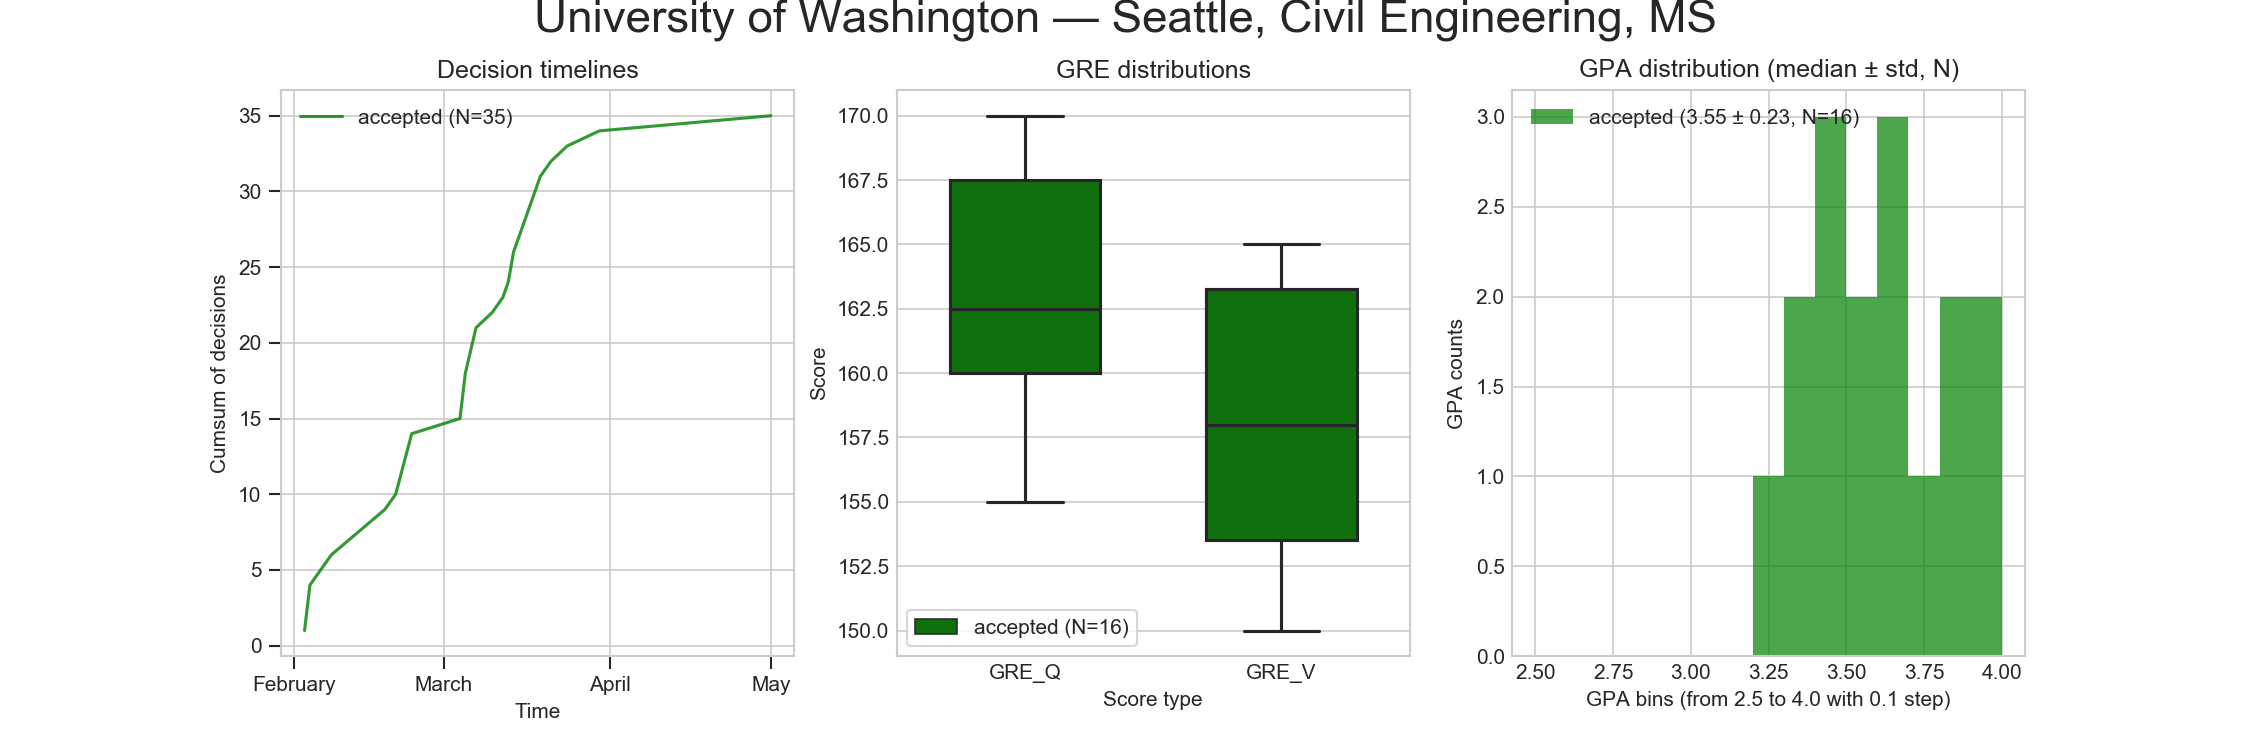 University of Washington — Seattle, Civil Engineering, MS
Decision timelines
accepted (N=35)
35
30
25
20
15
10
5
0
Cumsum of decisions
February March April May
Time
GRE distributions
170.0
167.5
165.0
162.5
160.0
157.5
155.0
152.5
150.0
Score
accepted (N=16)
GRE_Q GRE_V
Score type
GPA distribution (median ± std, N)
accepted (3.55 ± 0.23, N=16)
3.0
2.5
2.0
1.5
1.0
0.5
0.0
GPA counts
2.50 2.75 3.00 3.25 3.50 3.75 4.00
GPA bins (from 2.5 to 4.0 with 0.1 step)